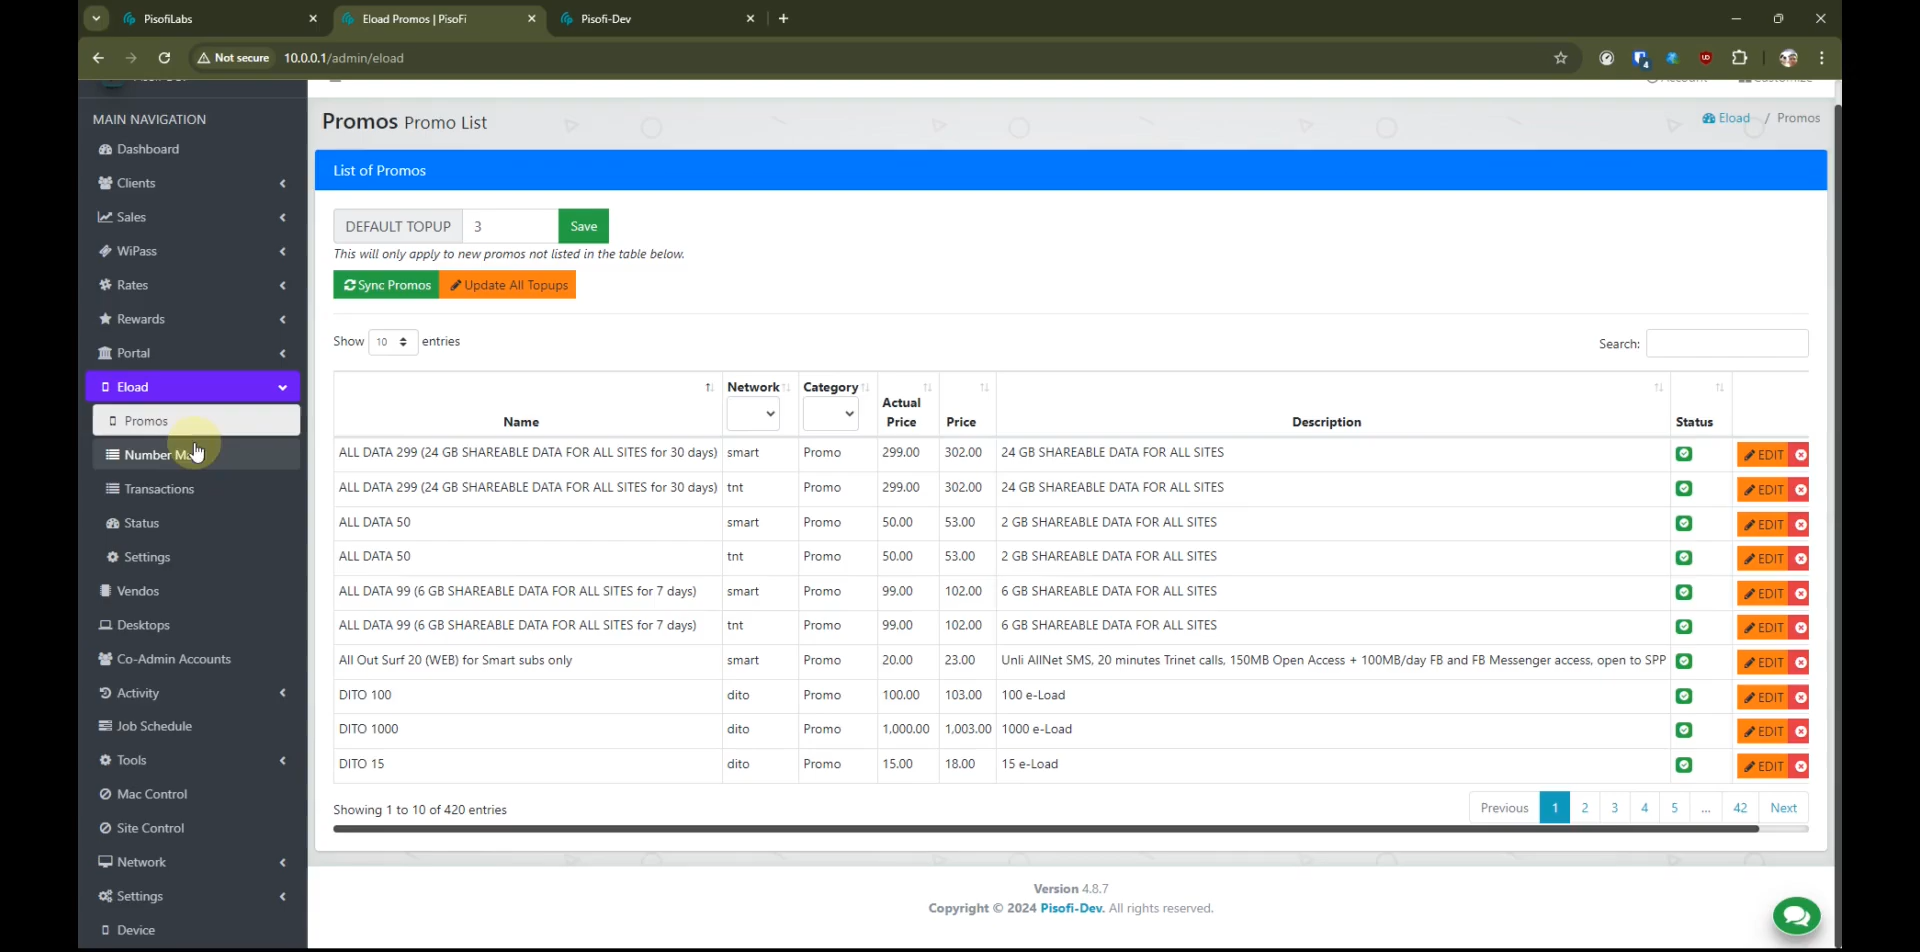 PisofiLabs
Eload Promos | PisoFi
Pisofi-Dev
Not secure
10.0.0.1/admin/eload
MAIN NAVIGATION
Dashboard
Clients
Sales
WiPass
Rates
Rewards
Portal
Eload
Promos
Number
Transactions
Status
Settings
Vendos
Desktops
Co-Admin Accounts
Activity
Job Schedule
Tools
Mac Control
Site Control
Network
Settings
Device
Promos Promo List
Eload / Promos
List of Promos
DEFAULT TOPUP 3 Save
This will only apply to new promos not listed in the table below.
Sync Promos Update All Topups
Show 10 entries
Search:
Name Network Category Actual Price Price Description Status
ALL DATA 299 (24 GB SHAREABLE DATA FOR ALL SITES for 30 days) smart Promo 299.00 302.00 24 GB SHAREABLE DATA FOR ALL SITES EDIT
ALL DATA 299 (24 GB SHAREABLE DATA FOR ALL SITES for 30 days) tnt Promo 299.00 302.00 24 GB SHAREABLE DATA FOR ALL SITES EDIT
ALL DATA 50 smart Promo 50.00 53.00 2 GB SHAREABLE DATA FOR ALL SITES EDIT
ALL DATA 50 tnt Promo 50.00 53.00 2 GB SHAREABLE DATA FOR ALL SITES EDIT
ALL DATA 99 (6 GB SHAREABLE DATA FOR ALL SITES for 7 days) smart Promo 99.00 102.00 6 GB SHAREABLE DATA FOR ALL SITES EDIT
ALL DATA 99 (6 GB SHAREABLE DATA FOR ALL SITES for 7 days) tnt Promo 99.00 102.00 6 GB SHAREABLE DATA FOR ALL SITES EDIT
All Out Surf 20 (WEB) for Smart subs only smart Promo 20.00 23.00 Unli AllNet SMS, 20 minutes Trinet calls, 150MB Open Access + 100MB/day FB and FB Messenger access, open to SPP EDIT
DITO 100 dito Promo 100.00 103.00 100 e-Load EDIT
DITO 1000 dito Promo 1,000.00 1,003.00 1000 e-Load EDIT
DITO 15 dito Promo 15.00 18.00 15 e-Load EDIT
Showing 1 to 10 of 420 entries
Previous 1 2 3 4 5 ... 42 Next
Version 4.8.7
Copyright © 2024 Pisofi-Dev. All rights reserved.